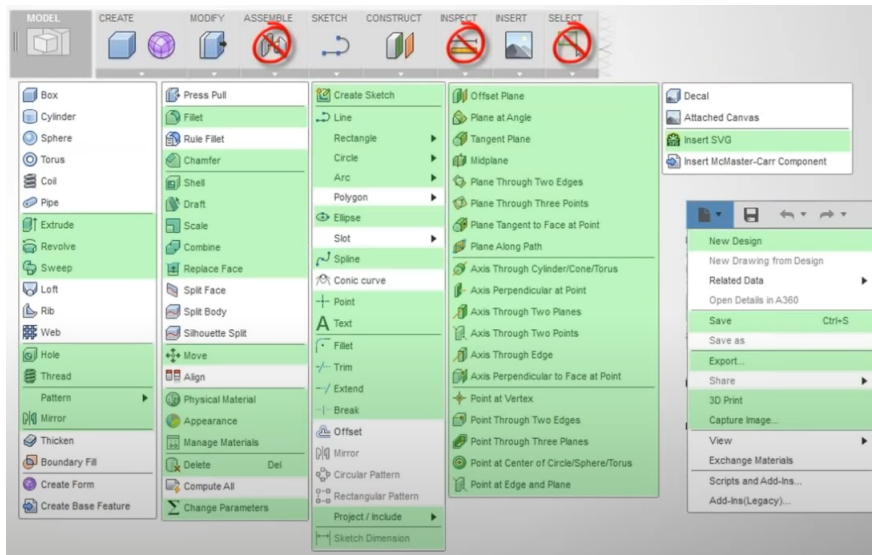 MODEL
CREATE
MODIFY
ASSEMBLE
SKETCH
CONSTRUCT
INSPECT
INSERT
SELECT
Box
Cylinder
Sphere
Torus
Coil
Pipe
Extrude
Revolve
Sweep
Loft
Rib
Web
Hole
Thread
Pattern
Mirror
Thicken
Boundary Fill
Create Form
Create Base Feature
Press Pull
Fillet
Rule Fillet
Chamfer
Shell
Draft
Scale
Combine
Replace Face
Split Face
Split Body
Silhouette Split
Move
Align
Physical Material
Appearance
Manage Materials
Delete Del
Compute All
Change Parameters
Create Sketch
Line
Rectangle
Circle
Arc
Polygon
Ellipse
Slot
Spline
Conic curve
Point
Text
Fillet
Trim
Extend
Break
Offset
Mirror
Circular Pattern
Rectangular Pattern
Project / Include
Sketch Dimension
Offset Plane
Plane at Angle
Tangent Plane
Midplane
Plane Through Two Edges
Plane Through Three Points
Plane Tangent to Face at Point
Plane Along Path
Axis Through Cylinder/Cone/Torus
Axis Perpendicular at Point
Axis Through Two Planes
Axis Through Two Points
Axis Through Edge
Axis Perpendicular to Face at Point
Point at Vertex
Point Through Two Edges
Point Through Three Planes
Point at Center of Circle/Sphere/Torus
Point at Edge and Plane
Decal
Attached Canvas
Insert SVG
Insert McMaster-Carr Component
New Design
New Drawing from Design
Related Data
Open Details in A360
Save Ctrl+S
Save as
Export...
Share
3D Print
Capture Image...
View
Exchange Materials
Scripts and Add-Ins...
Add-Ins(Legacy)...